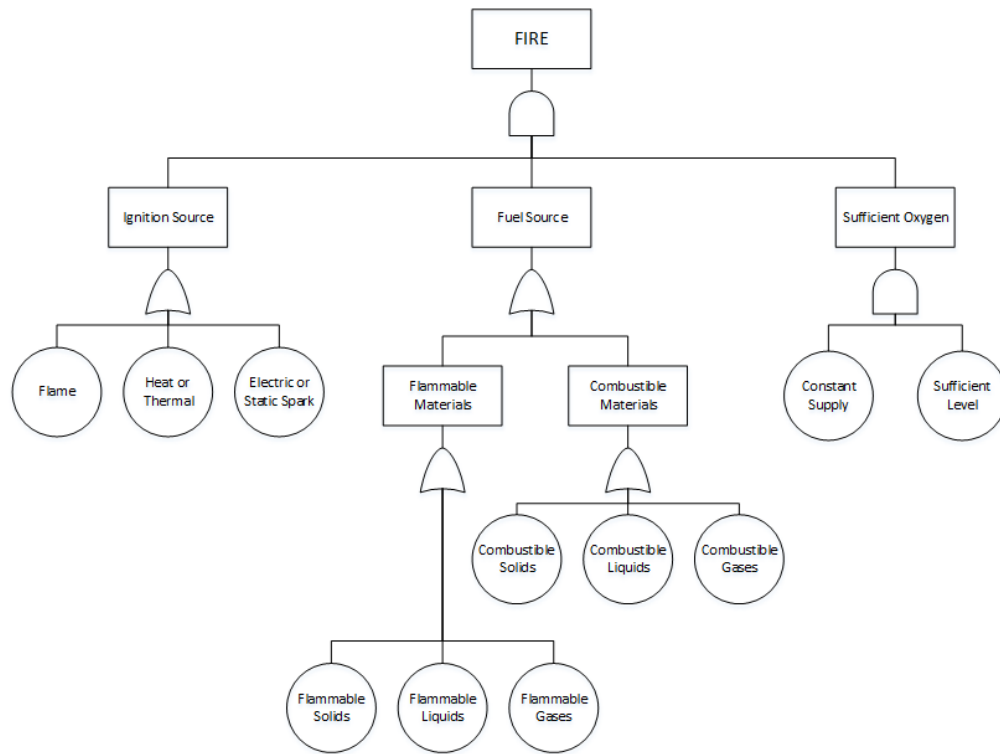 FIRE
Ignition Source
Fuel Source
Sufficient Oxygen
Flame
Heat or
Thermal
Electric or
Static Spark
Flammable
Materials
Combustible
Materials
Constant
Supply
Sufficient
Level
Combustible
Solids
Combustible
Liquids
Combustible
Gases
Flammable
Solids
Flammable
Liquids
Flammable
Gases